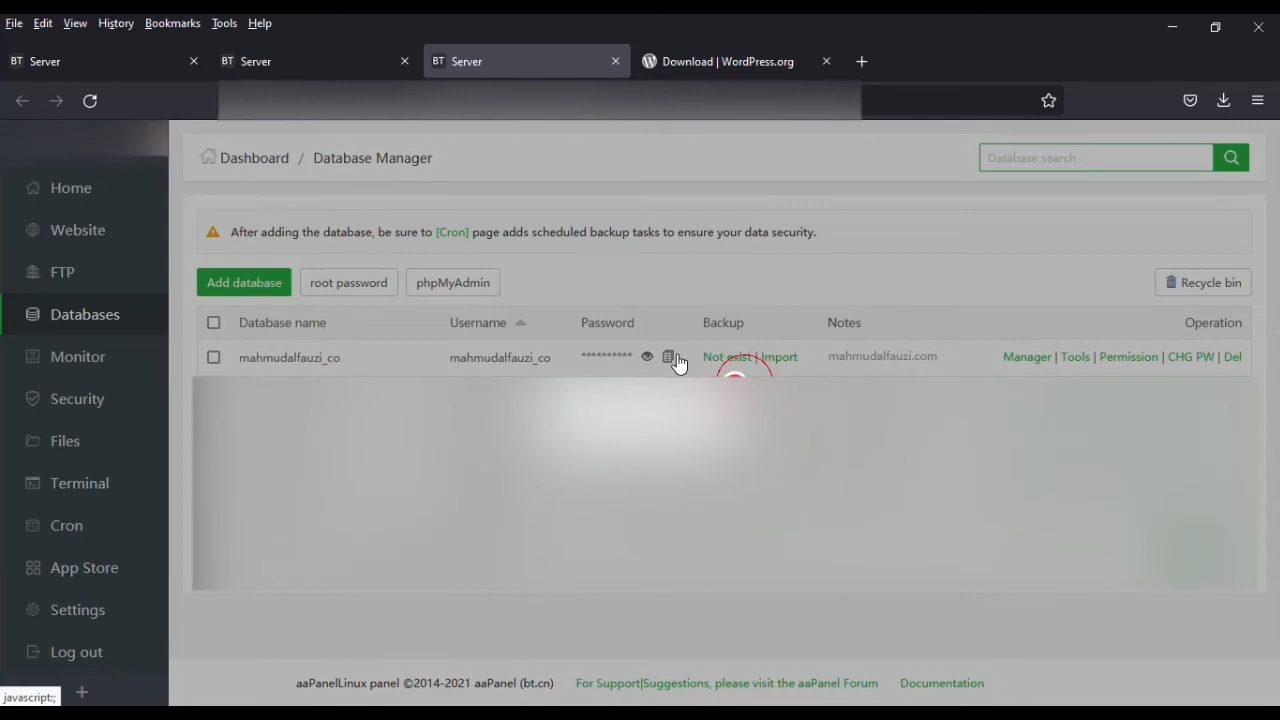 File Edit View History Bookmarks Tools Help
BT Server
BT Server
BT Server
Download | WordPress.org
Dashboard / Database Manager
Database search
Home
Website
FTP
Databases
Monitor
Security
Files
Terminal
Cron
App Store
Settings
Log out
After adding the database, be sure to [Cron] page adds scheduled backup tasks to ensure your data security.
Add database root password phpMyAdmin Recycle bin
Database name Username Password Backup Notes Operation
mahmudalfauzi_co mahmudalfauzi_co ********** Not exist | Import mahmudalfauzi.com Manager | Tools | Permission | CHG PW | Del
aaPanelLinux panel ©2014-2021 aaPanel (bt.cn) For Support|Suggestions, please visit the aaPanel Forum Documentation
javascript:;